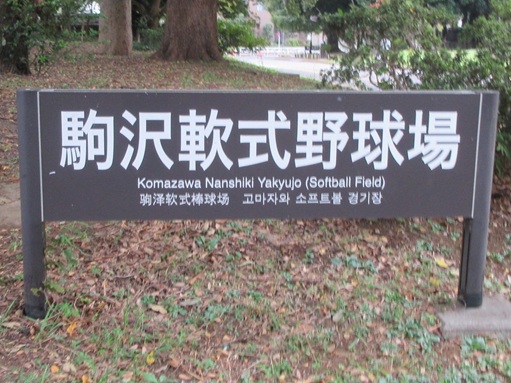 駒沢軟式野球場
Komazawa Nanshiki Yakyujo (Softball Field)
驹泽软式棒球场 고마자와 소프트볼 경기장